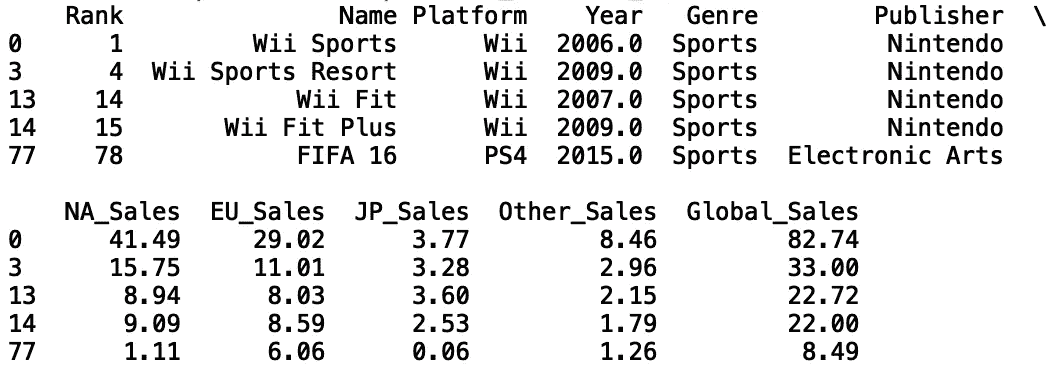 Rank Name Platform Year Genre Publisher \
0 1 Wii Sports Wii 2006.0 Sports Nintendo
3 4 Wii Sports Resort Wii 2009.0 Sports Nintendo
13 14 Wii Fit Wii 2007.0 Sports Nintendo
14 15 Wii Fit Plus Wii 2009.0 Sports Nintendo
77 78 FIFA 16 PS4 2015.0 Sports Electronic Arts
NA_Sales EU_Sales JP_Sales Other_Sales Global_Sales
0 41.49 29.02 3.77 8.46 82.74
3 15.75 11.01 3.28 2.96 33.00
13 8.94 8.03 3.60 2.15 22.72
14 9.09 8.59 2.53 1.79 22.00
77 1.11 6.06 0.06 1.26 8.49